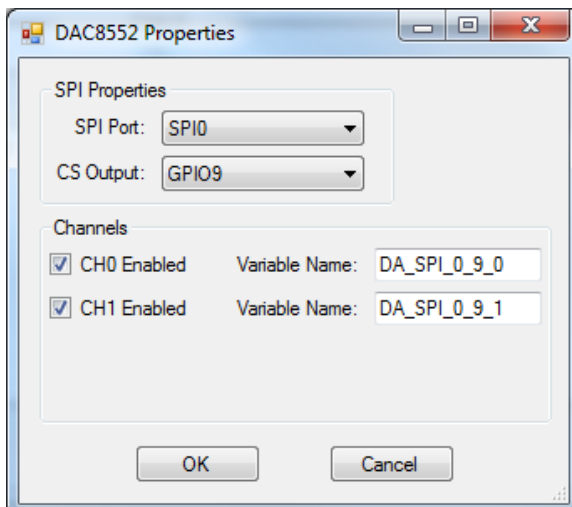 DAC8552 Properties
SPI Properties
SPI Port: SPI0
CS Output: GPIO9
Channels
CH0 Enabled Variable Name: DA_SPI_0_9_0
CH1 Enabled Variable Name: DA_SPI_0_9_1
OK Cancel